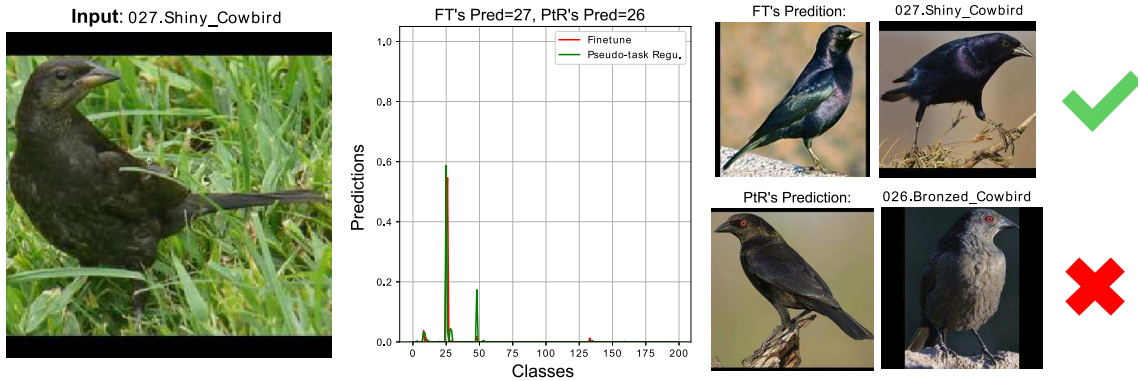 Input: 027.Shiny_Cowbird
FT's Pred=27, PtR's Pred=26
Finetune
Pseudo-task Regu.
Predictions
1.0
0.8
0.6
0.4
0.2
0.0
0 25 50 75 100 125 150 175 200
Classes
FT's Predition:
027.Shiny_Cowbird
PtR's Prediction:
026.Bronzed_Cowbird